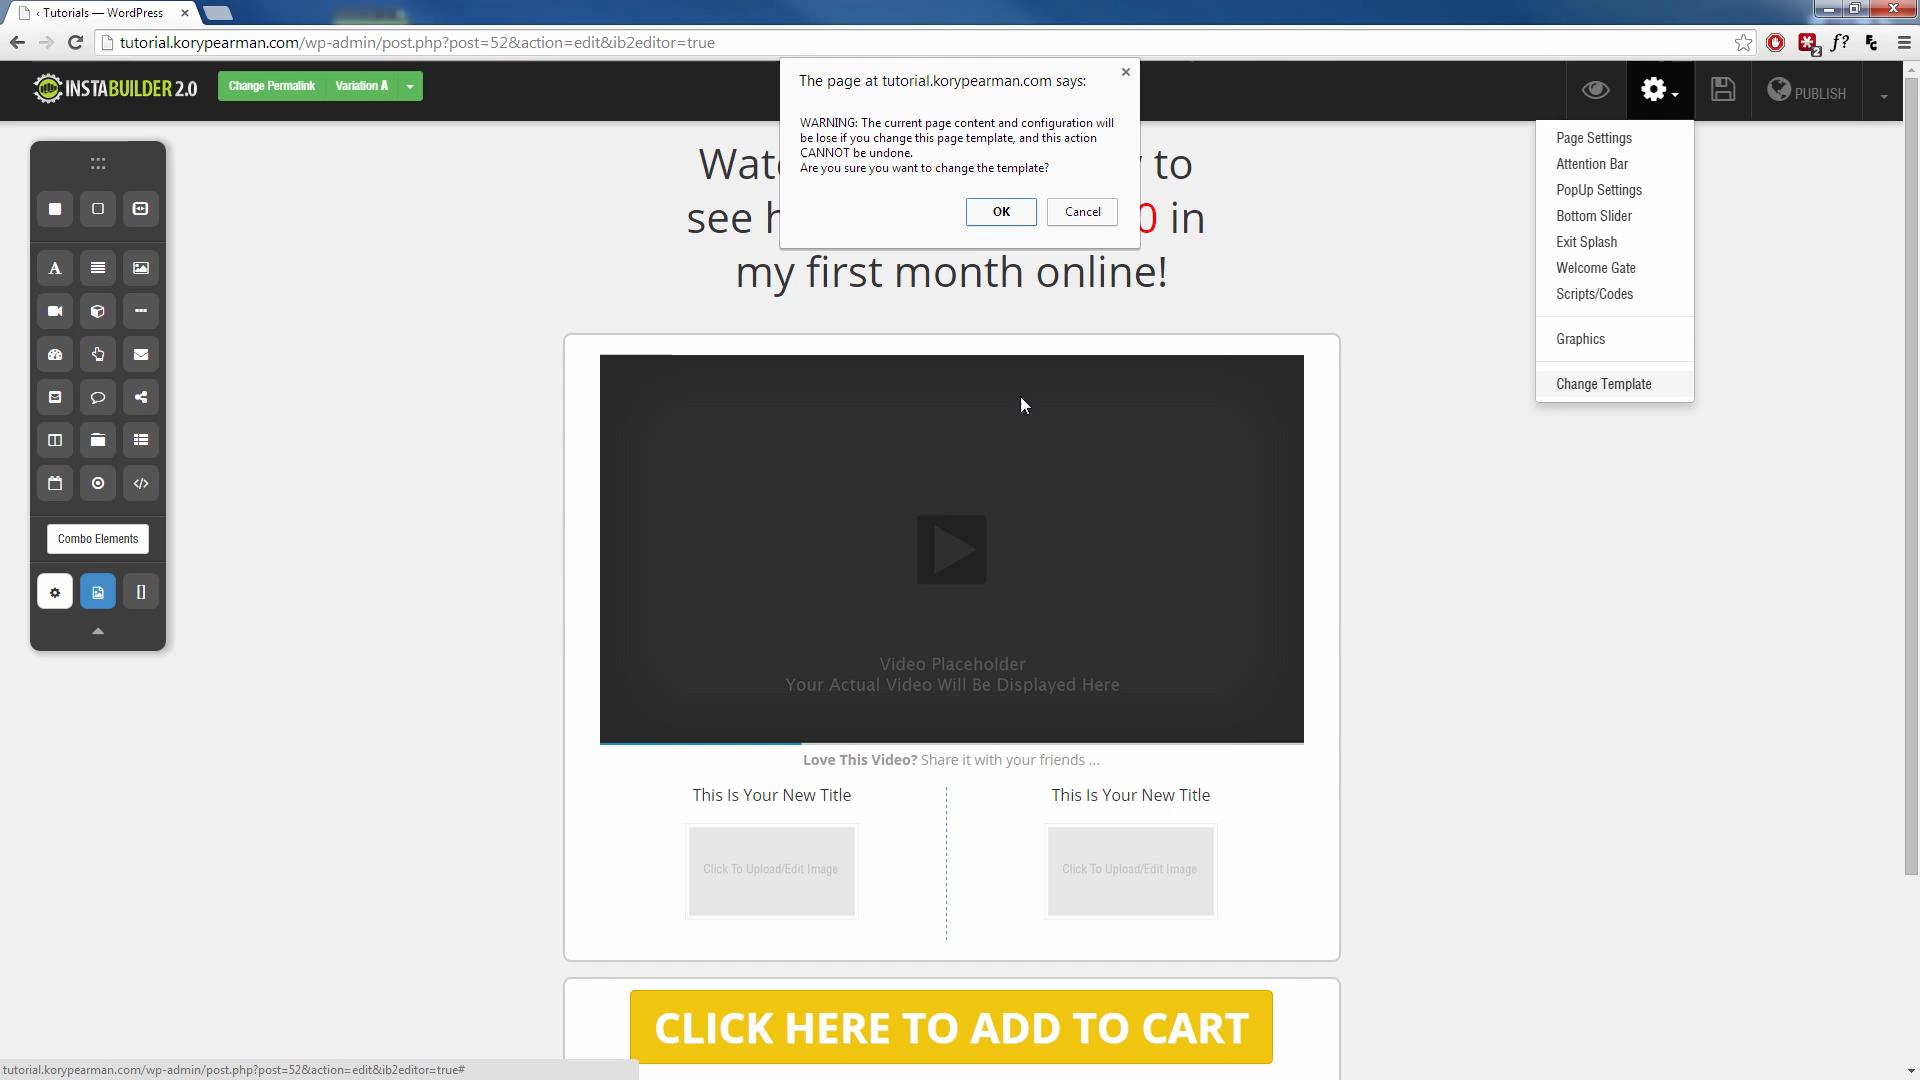 ‹ Tutorials — WordPress
tutorial.korypearman.com/wp-admin/post.php?post=52&action=edit&ib2editor=true
2
f?
INSTABUILDER 2.0
Change Permalink
Variation A
PUBLISH
The page at tutorial.korypearman.com says:
WARNING: The current page content and configuration will
be lose if you change this page template, and this action
CANNOT be undone.
Are you sure you want to change the template?
OK
Cancel
Page Settings
Attention Bar
PopUp Settings
Bottom Slider
Exit Splash
Welcome Gate
Scripts/Codes
Graphics
Change Template
to
see
0 in
my first month online!
A
Combo Elements
Video Placeholder
Your Actual Video Will Be Displayed Here
Love This Video? Share it with your friends ...
This Is Your New Title
This Is Your New Title
Click To Upload/Edit Image
Click To Upload/Edit Image
CLICK HERE TO ADD TO CART
tutorial.korypearman.com/wp-admin/post.php?post=52&action=edit&ib2editor=true#